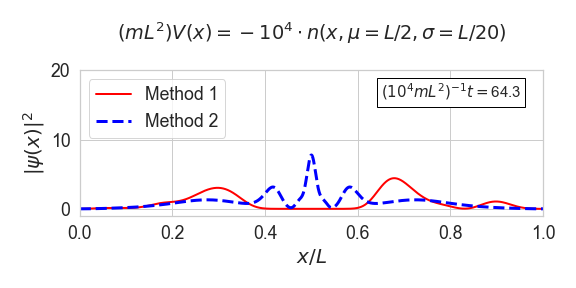 (mL²)V(x) = −10⁴ · n(x, μ = L/2, σ = L/20)
20
10
0
|ψ(x)|²
Method 1
Method 2
(10⁴mL²)⁻¹t = 64.3
0.0 0.2 0.4 0.6 0.8 1.0
x/L